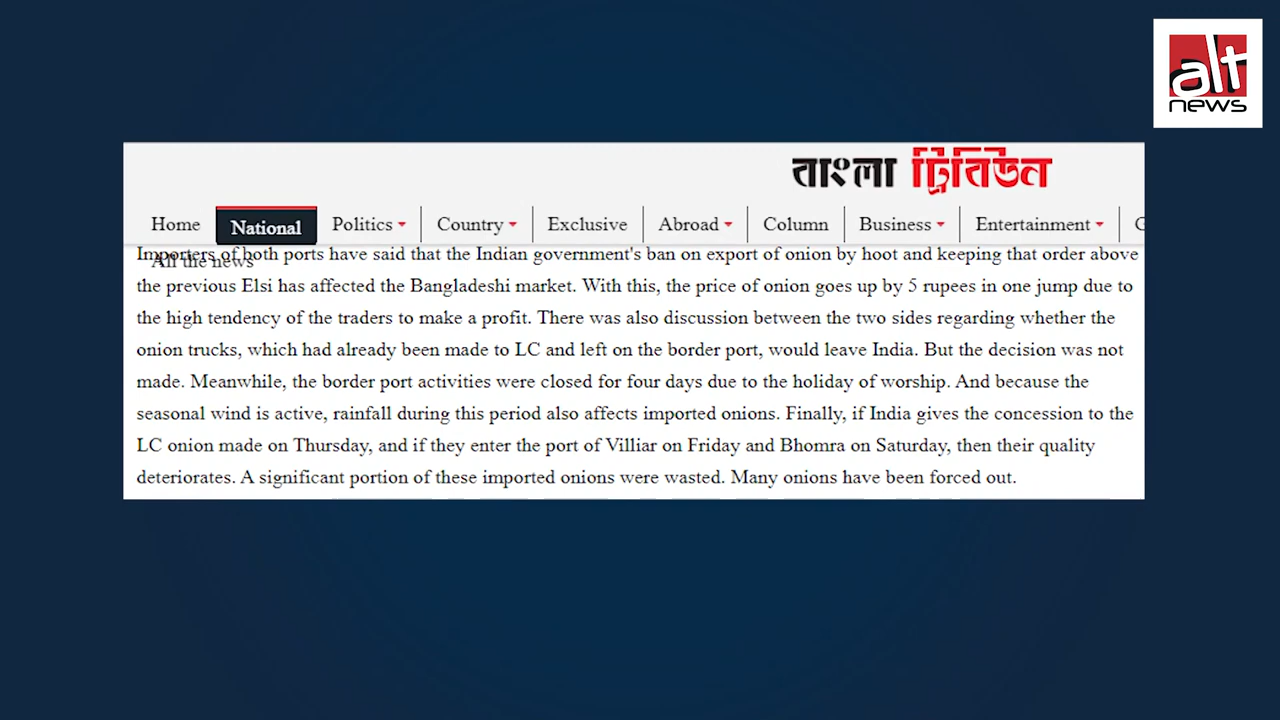 alt
news
বাংলা ট্রিবিউন
Home National Politics Country Exclusive Abroad Column Business Entertainment G
All the news
Importers of both ports have said that the Indian government's ban on export of onion by hoot and keeping that order above
the previous Elsi has affected the Bangladeshi market. With this, the price of onion goes up by 5 rupees in one jump due to
the high tendency of the traders to make a profit. There was also discussion between the two sides regarding whether the
onion trucks, which had already been made to LC and left on the border port, would leave India. But the decision was not
made. Meanwhile, the border port activities were closed for four days due to the holiday of worship. And because the
seasonal wind is active, rainfall during this period also affects imported onions. Finally, if India gives the concession to the
LC onion made on Thursday, and if they enter the port of Villiar on Friday and Bhomra on Saturday, then their quality
deteriorates. A significant portion of these imported onions were wasted. Many onions have been forced out.